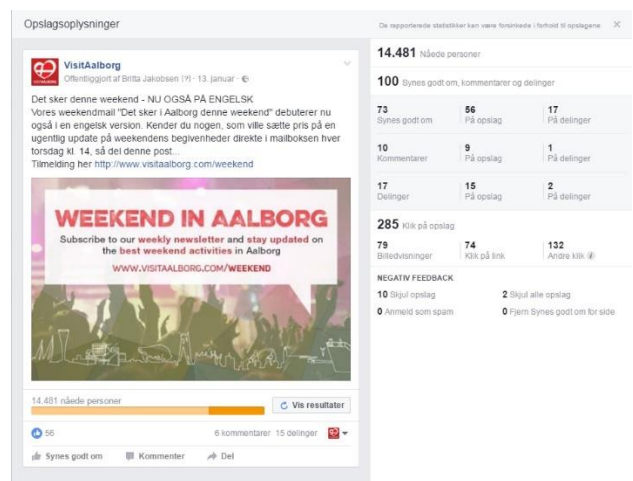 Opslagsoplysninger
De rapporterede statistikker kan være forsinkede i forhold til opslagene.
VisitAalborg
Offentliggjort af Britta Jakobsen [?] · 13. januar ·
Det sker denne weekend - NU OGSÅ PÅ ENGELSK
Vores weekendmail "Det sker i Aalborg denne weekend" debuterer nu
også i en engelsk version. Kender du nogen, som ville sætte pris på en
ugentlig update på weekendens begivenheder direkte i mailboksen hver
torsdag kl. 14, så del denne post...
Tilmelding her http://www.visitaalborg.com/weekend
WEEKEND IN AALBORG
Subscribe to our weekly newsletter and stay updated on
the best weekend activities in Aalborg
WWW.VISITAALBORG.COM/WEEKEND
14.481 nåede personer
Vis resultater
56
6 kommentarer 15 delinger
Synes godt om Kommenter Del
14.481 Nåede personer
100 Synes godt om, kommentarer og delinger
73 56 17
Synes godt om På opslag På delinger
10 9 1
Kommentarer På opslag På delinger
17 15 2
Delinger På opslag På delinger
285 Klik på opslag
79 74 132
Billedvisninger Klik på link Andre klik
NEGATIV FEEDBACK
10 Skjul opslag 2 Skjul alle opslag
0 Anmeld som spam 0 Fjern Synes godt om for side